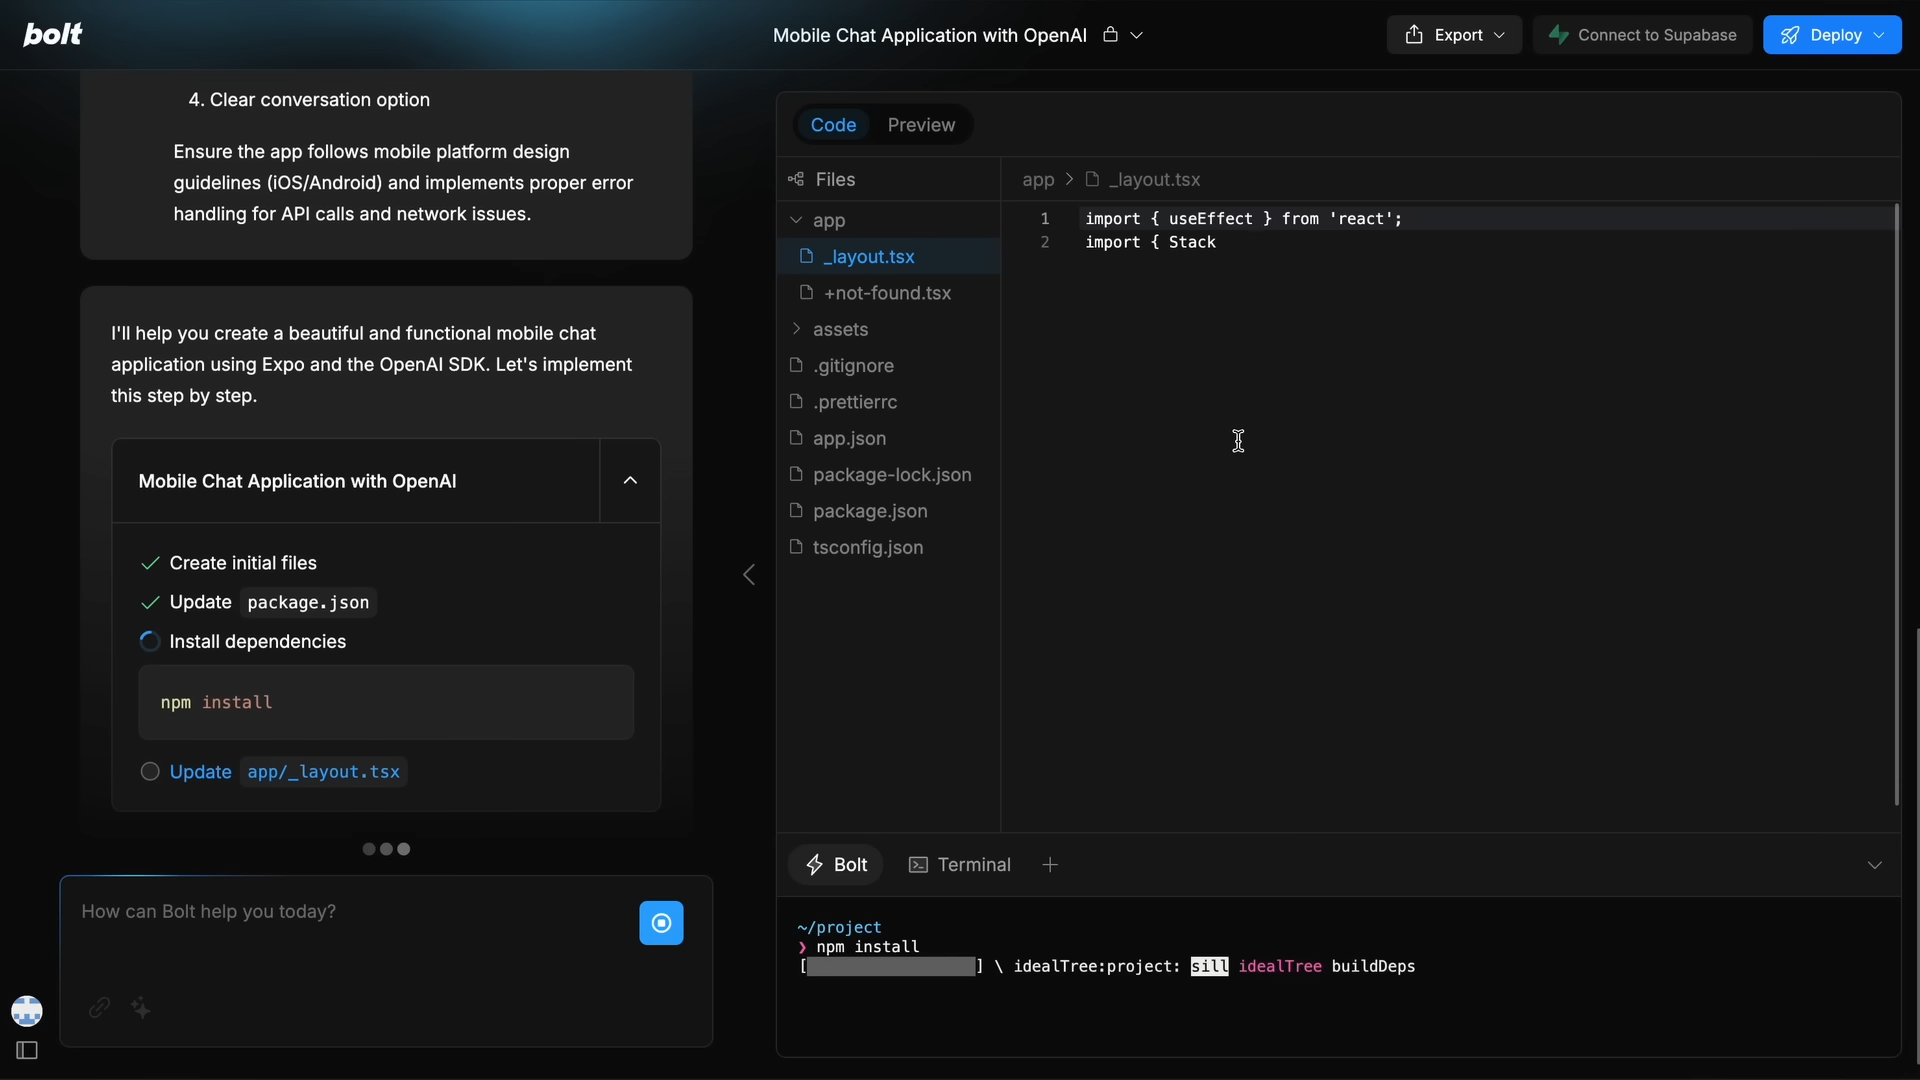 bolt
Mobile Chat Application with OpenAI
Export
Connect to Supabase
Deploy
4. Clear conversation option
Ensure the app follows mobile platform design
guidelines (iOS/Android) and implements proper error
handling for API calls and network issues.
I'll help you create a beautiful and functional mobile chat
application using Expo and the OpenAI SDK. Let's implement
this step by step.
Mobile Chat Application with OpenAI
Create initial files
Update package.json
Install dependencies
npm install
Update app/_layout.tsx
How can Bolt help you today?
Code Preview
Files
app
_layout.tsx
+not-found.tsx
assets
.gitignore
.prettierrc
app.json
package-lock.json
package.json
tsconfig.json
app > _layout.tsx
1 import { useEffect } from 'react';
2 import { Stack
Bolt Terminal +
~/project
❯ npm install
[ ] \ idealTree:project: sill idealTree buildDeps